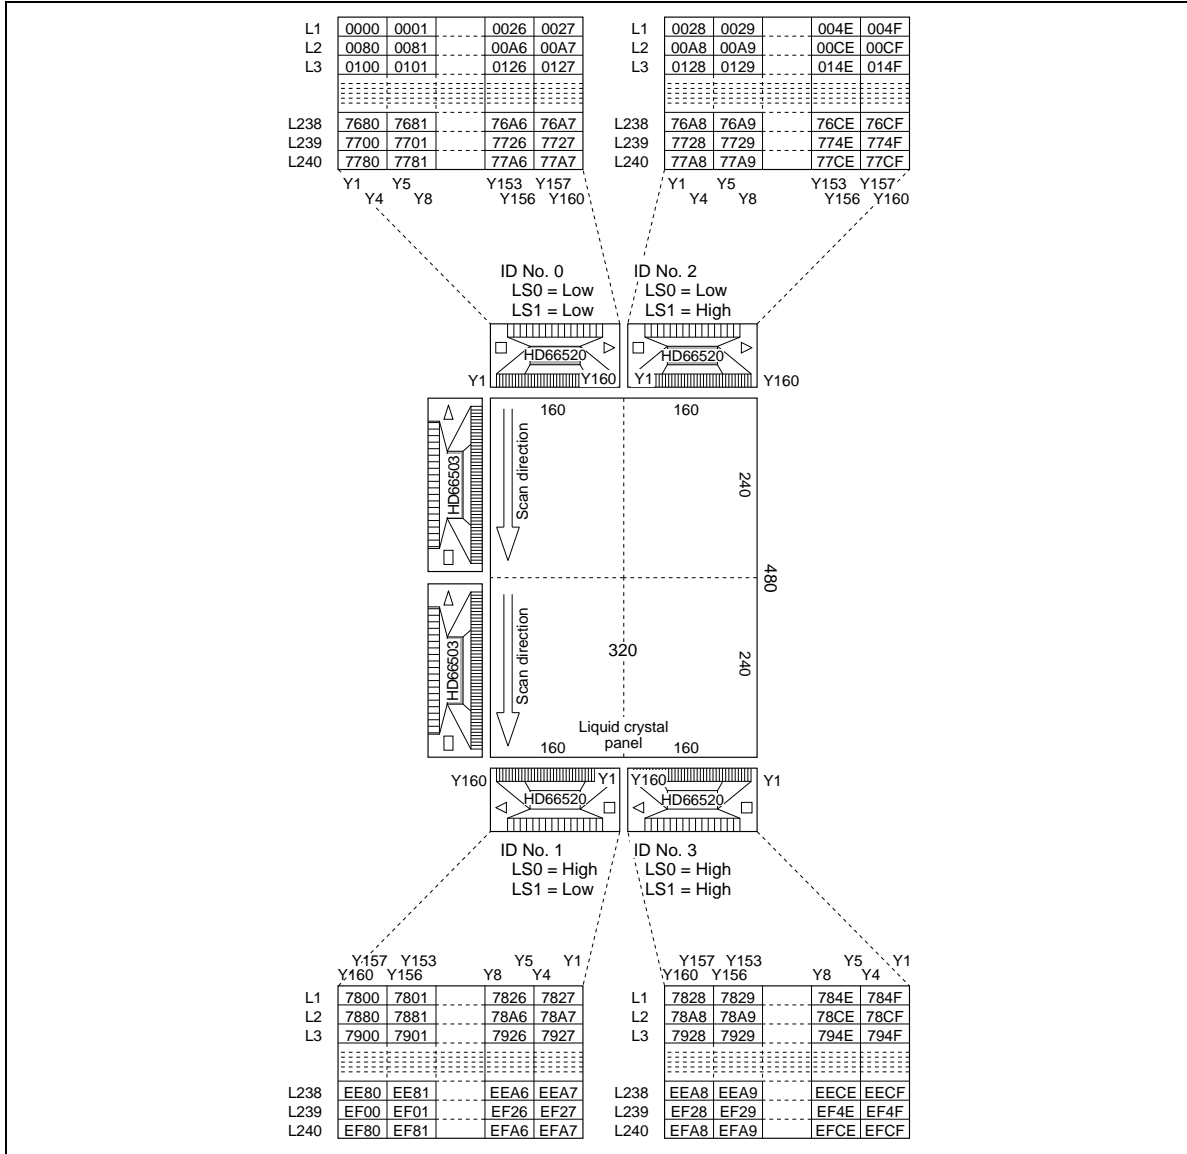 L1 0000 0001 0026 0027
L2 0080 0081 00A6 00A7
L3 0100 0101 0126 0127
L238 7680 7681 76A6 76A7
L239 7700 7701 7726 7727
L240 7780 7781 77A6 77A7
Y1 Y5 Y153 Y157
Y4 Y8 Y156 Y160
L1 0028 0029 004E 004F
L2 00A8 00A9 00CE 00CF
L3 0128 0129 014E 014F
L238 76A8 76A9 76CE 76CF
L239 7728 7729 774E 774F
L240 77A8 77A9 77CE 77CF
Y1 Y5 Y153 Y157
Y4 Y8 Y156 Y160
ID No. 0
LS0 = Low
LS1 = Low
ID No. 2
LS0 = Low
LS1 = High
HD66520
Y1 Y160
HD66520
Y1 Y160
160 160
HD66503
Scan direction
240
480
HD66503
Scan direction
320
240
Liquid crystal
panel
160 160
Y160 Y1
HD66520
Y160 Y1
HD66520
ID No. 1
LS0 = High
LS1 = Low
ID No. 3
LS0 = High
LS1 = High
Y157 Y153 Y5 Y1
Y160 Y156 Y8 Y4
L1 7800 7801 7826 7827
L2 7880 7881 78A6 78A7
L3 7900 7901 7926 7927
L238 EE80 EE81 EEA6 EEA7
L239 EF00 EF01 EF26 EF27
L240 EF80 EF81 EFA6 EFA7
Y157 Y153 Y5 Y1
Y160 Y156 Y8 Y4
L1 7828 7829 784E 784F
L2 78A8 78A9 78CE 78CF
L3 7928 7929 794E 794F
L238 EEA8 EEA9 EECE EECF
L239 EF28 EF29 EF4E EF4F
L240 EFA8 EFA9 EFCE EFCF